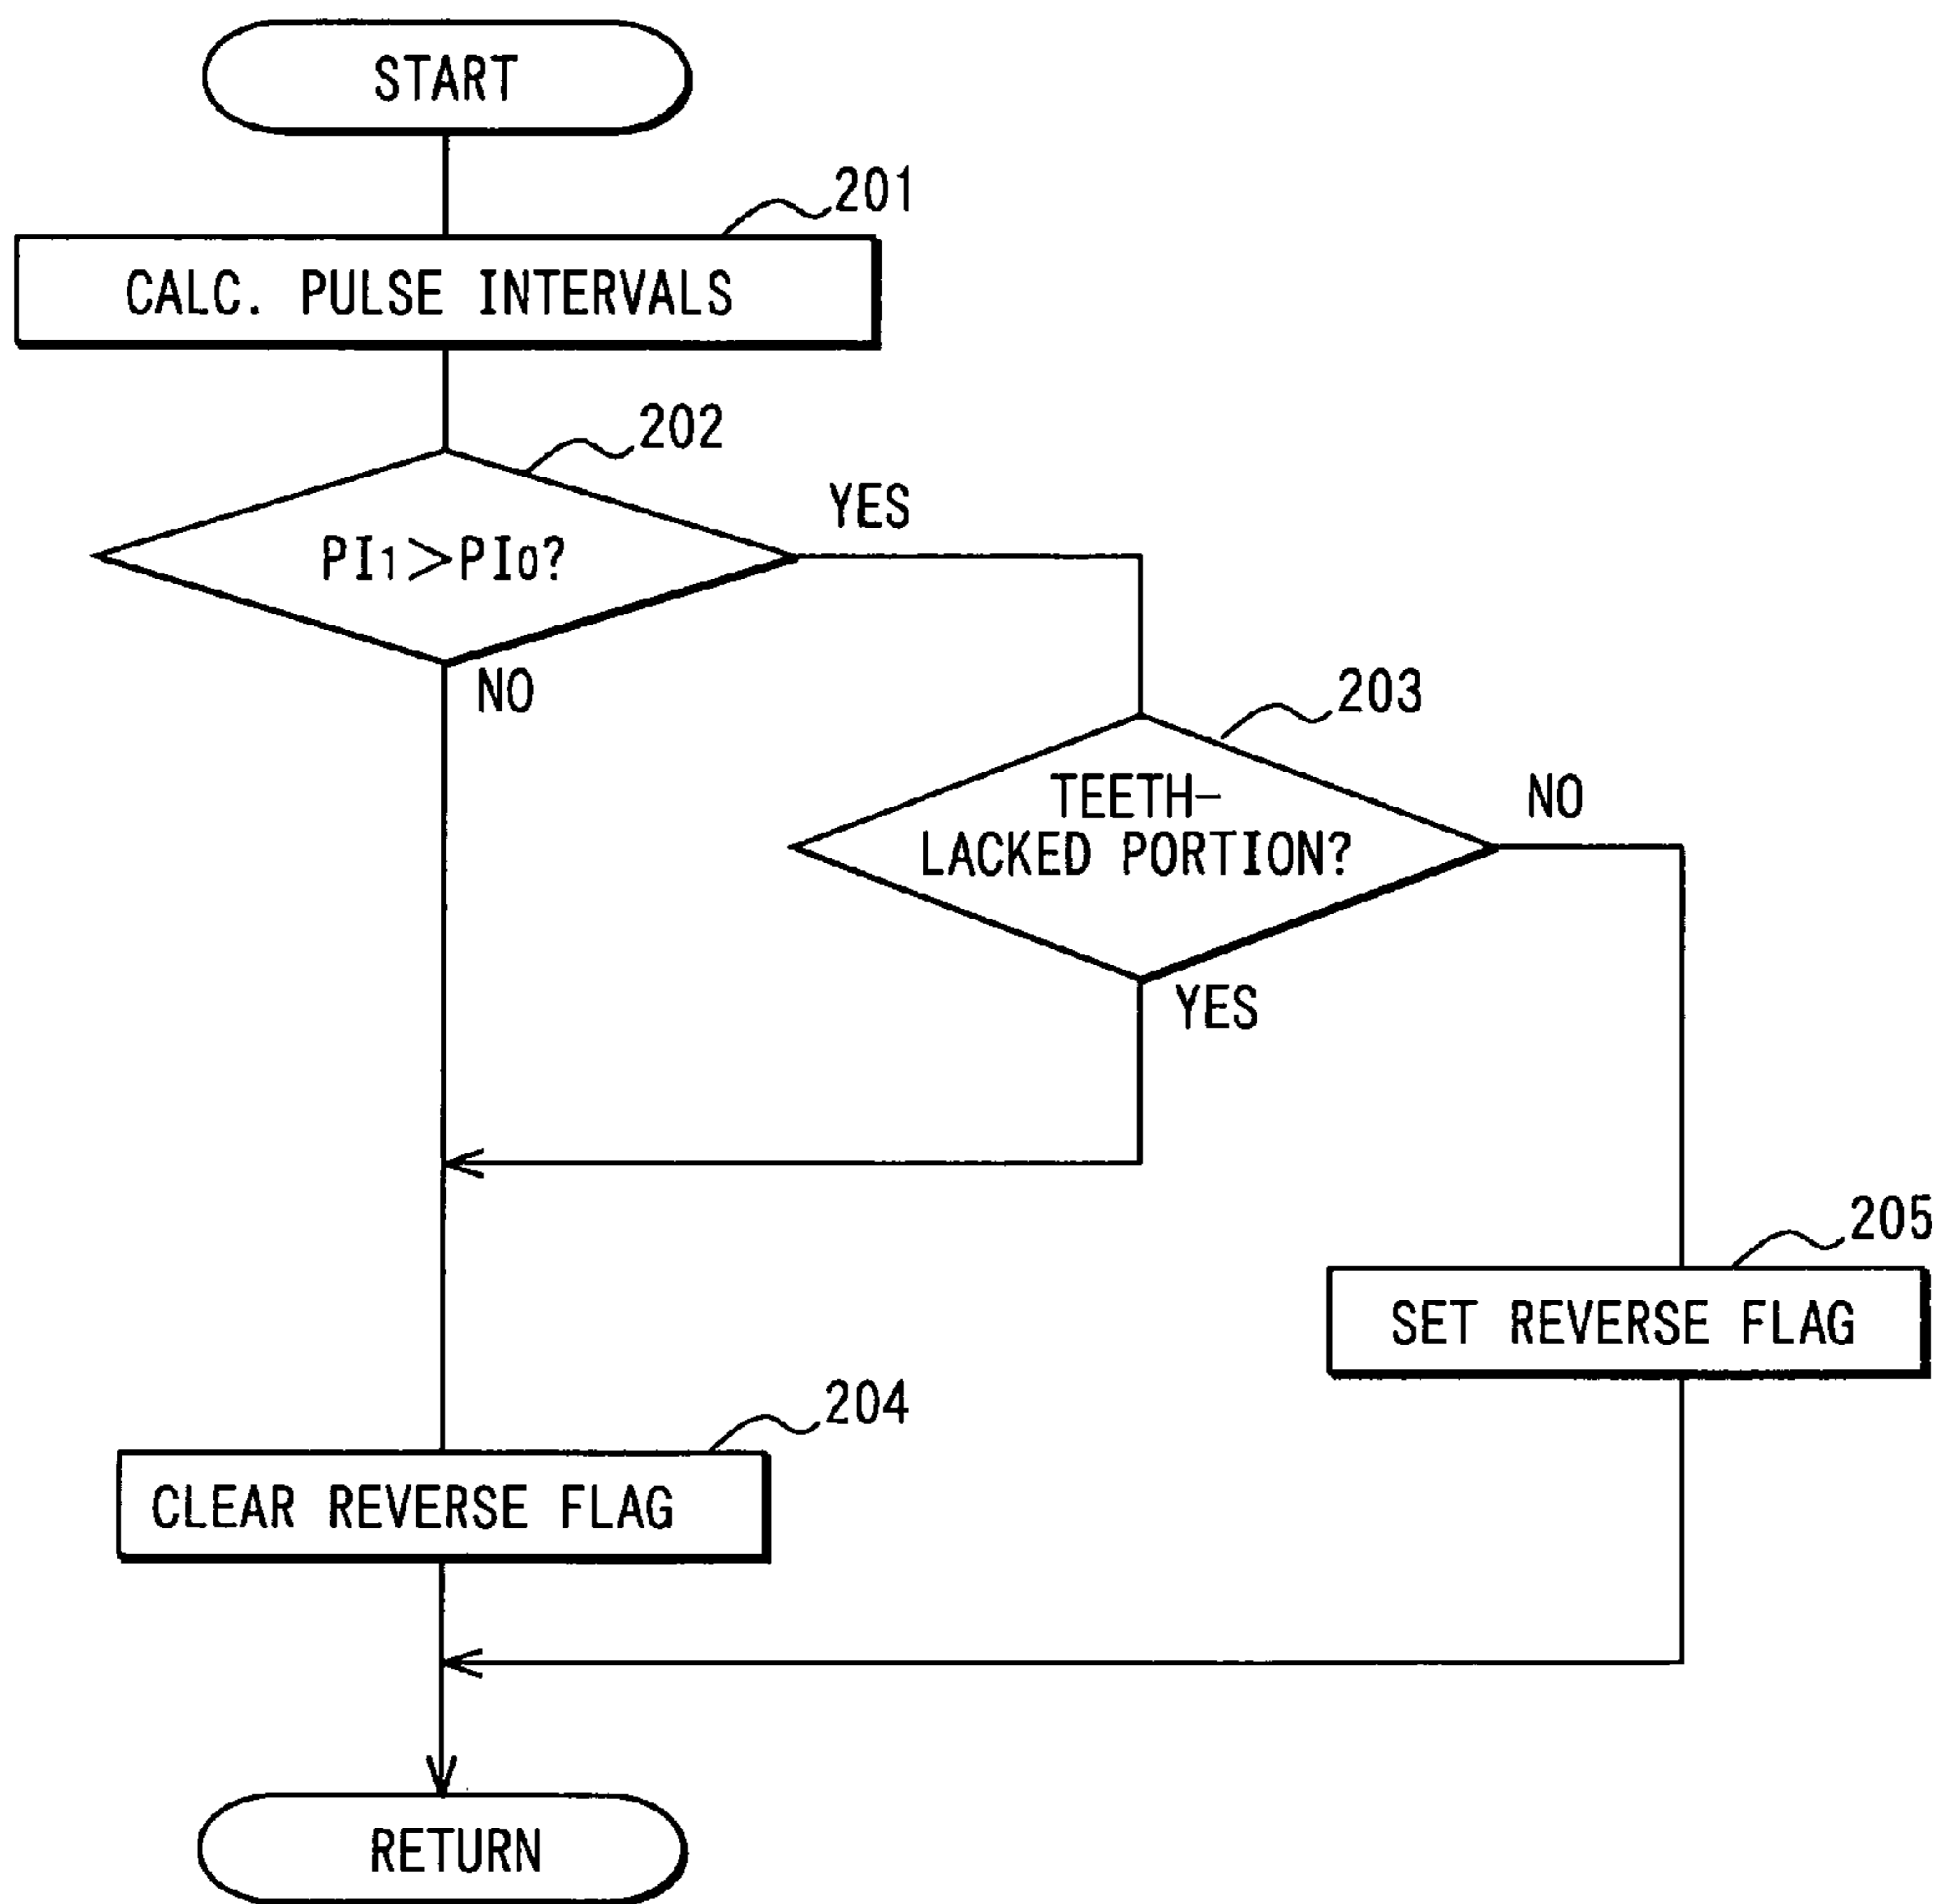 START
201
CALC. PULSE INTERVALS
202
PI1>PI0?
YES
NO
203
TEETH-
LACKED PORTION?
NO
YES
205
SET REVERSE FLAG
204
CLEAR REVERSE FLAG
RETURN